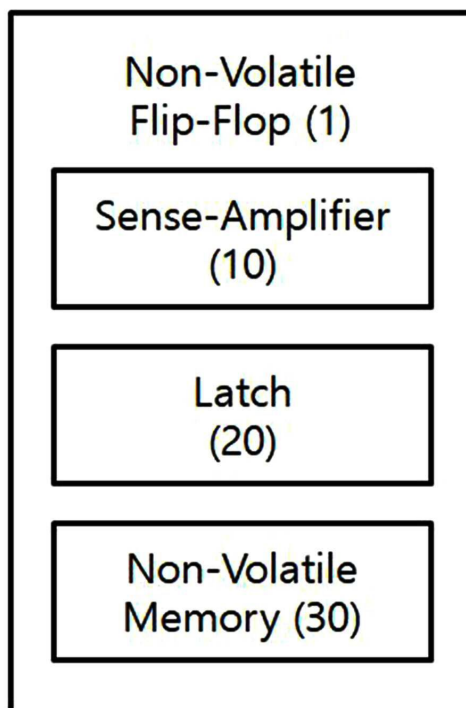 Non-Volatile
Flip-Flop (1)
Sense-Amplifier
(10)
Latch
(20)
Non-Volatile
Memory (30)